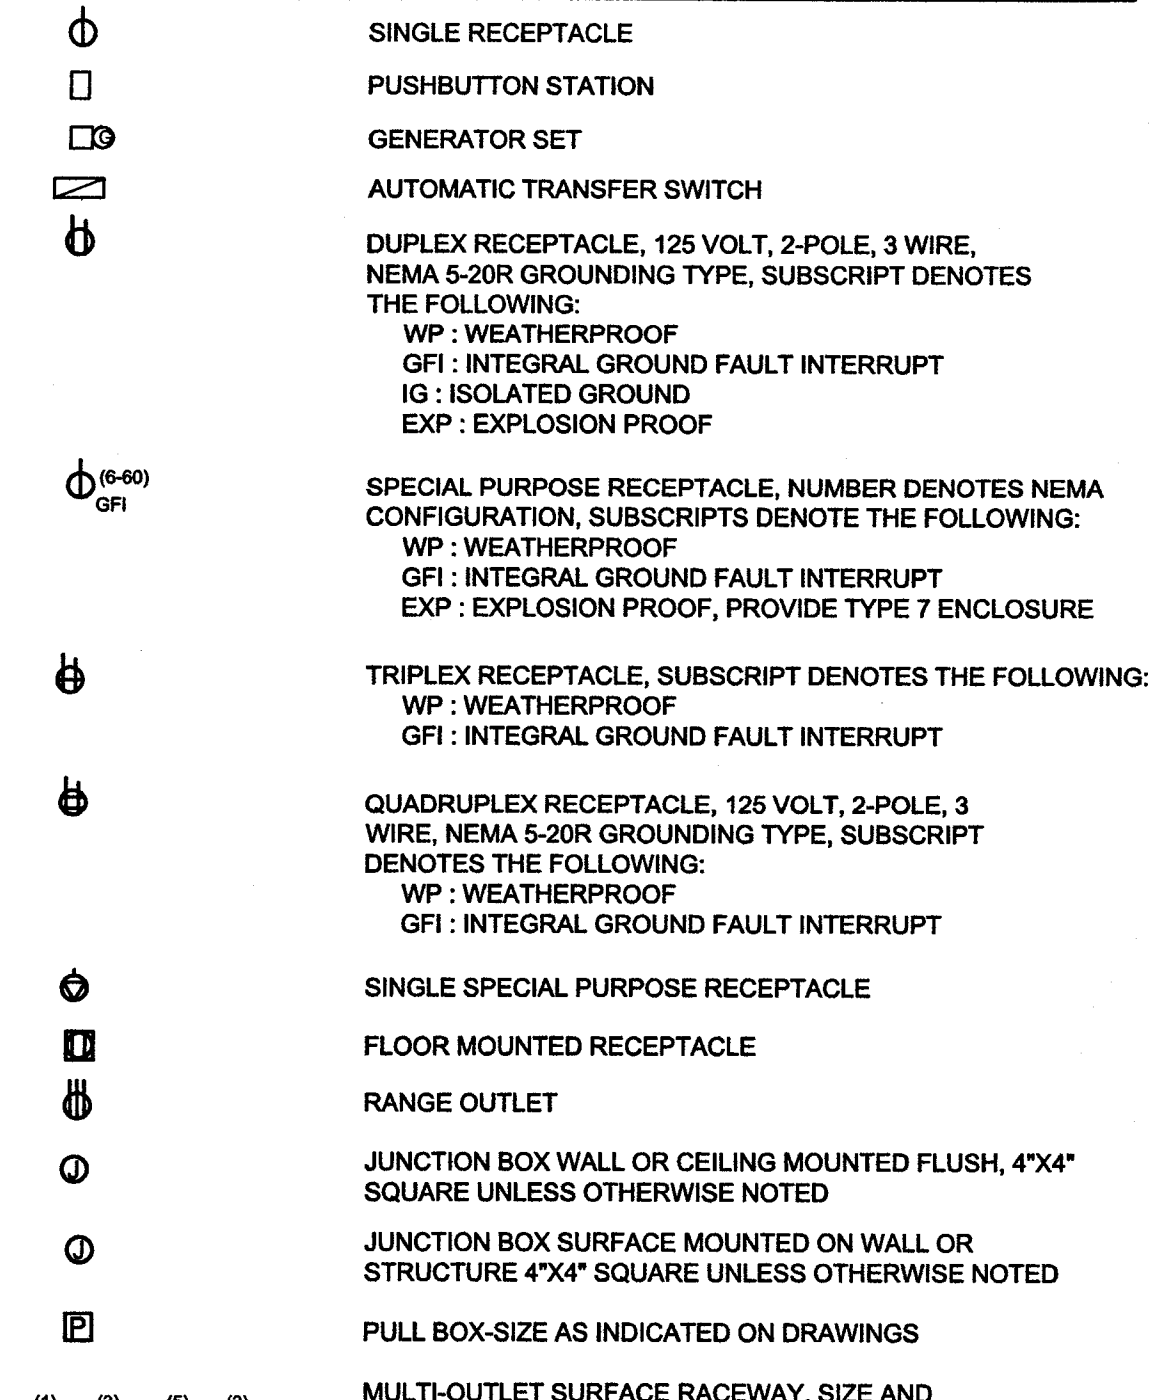 SINGLE RECEPTACLE
PUSHBUTTON STATION
G
GENERATOR SET
AUTOMATIC TRANSFER SWITCH
DUPLEX RECEPTACLE, 125 VOLT, 2-POLE, 3 WIRE,
NEMA 5-20R GROUNDING TYPE, SUBSCRIPT DENOTES
THE FOLLOWING:
WP : WEATHERPROOF
GFI : INTEGRAL GROUND FAULT INTERRUPT
IG : ISOLATED GROUND
EXP : EXPLOSION PROOF
(6-60)
GFI
SPECIAL PURPOSE RECEPTACLE, NUMBER DENOTES NEMA
CONFIGURATION, SUBSCRIPTS DENOTE THE FOLLOWING:
WP : WEATHERPROOF
GFI : INTEGRAL GROUND FAULT INTERRUPT
EXP : EXPLOSION PROOF, PROVIDE TYPE 7 ENCLOSURE
TRIPLEX RECEPTACLE, SUBSCRIPT DENOTES THE FOLLOWING:
WP : WEATHERPROOF
GFI : INTEGRAL GROUND FAULT INTERRUPT
QUADRUPLEX RECEPTACLE, 125 VOLT, 2-POLE, 3
WIRE, NEMA 5-20R GROUNDING TYPE, SUBSCRIPT
DENOTES THE FOLLOWING:
WP : WEATHERPROOF
GFI : INTEGRAL GROUND FAULT INTERRUPT
SINGLE SPECIAL PURPOSE RECEPTACLE
FLOOR MOUNTED RECEPTACLE
RANGE OUTLET
J
JUNCTION BOX WALL OR CEILING MOUNTED FLUSH, 4"X4"
SQUARE UNLESS OTHERWISE NOTED
J
JUNCTION BOX SURFACE MOUNTED ON WALL OR
STRUCTURE 4"X4" SQUARE UNLESS OTHERWISE NOTED
P
PULL BOX-SIZE AS INDICATED ON DRAWINGS
MULTI-OUTLET SURFACE RACEWAY, SIZE AND